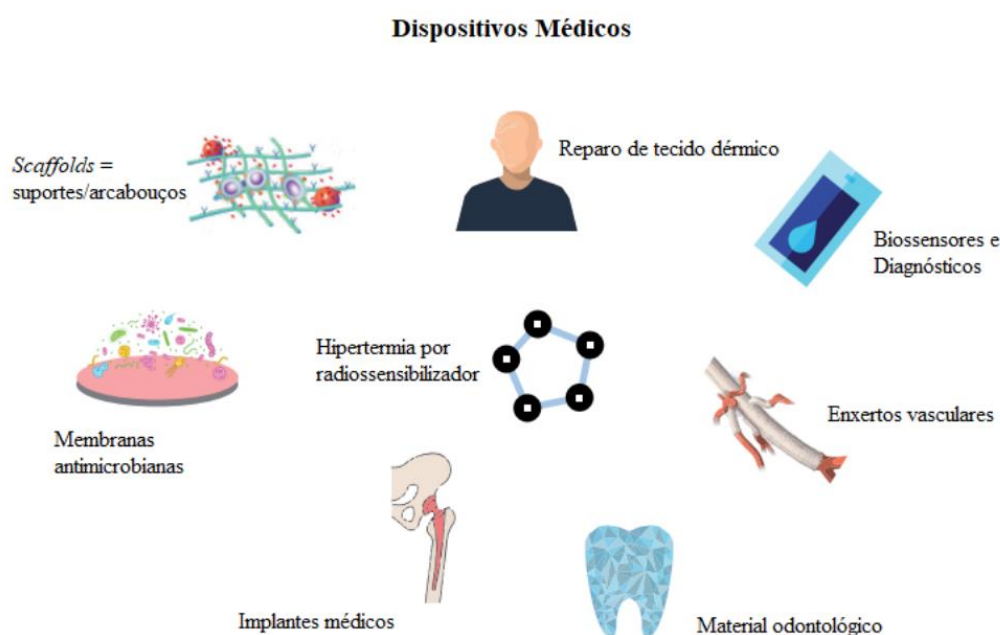 Dispositivos Médicos
Scaffolds =
suportes/arcabouços
Reparo de tecido dérmico
Biossensores e
Diagnósticos
Hipertermia por
radiossensibilizador
Enxertos vasculares
Membranas
antimicrobianas
Implantes médicos
Material odontológico